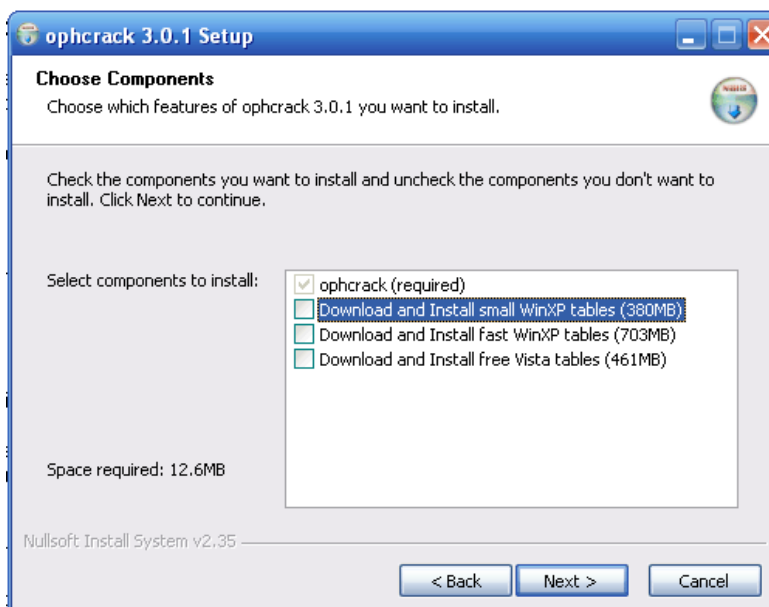 ophcrack 3.0.1 Setup
Choose Components
Choose which features of ophcrack 3.0.1 you want to install.
Check the components you want to install and uncheck the components you don't want to
install. Click Next to continue.
Select components to install:
ophcrack (required)
Download and Install small WinXP tables (380MB)
Download and Install fast WinXP tables (703MB)
Download and Install free Vista tables (461MB)
Space required: 12.6MB
Nullsoft Install System v2.35
< Back
Next >
Cancel